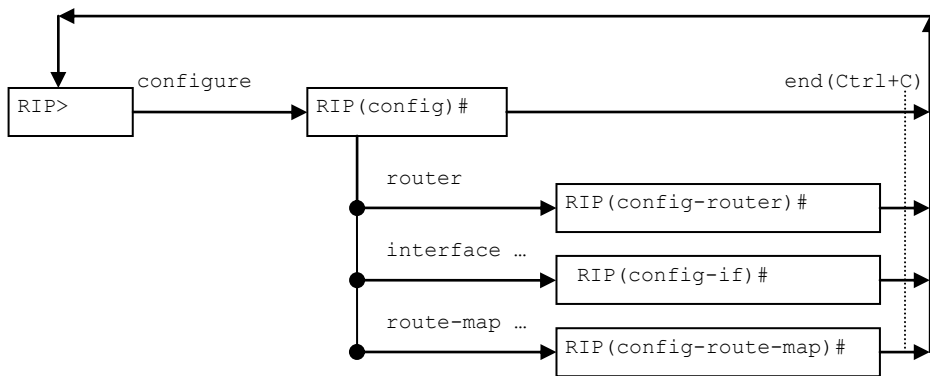 configure
end(Ctrl+C)
RIP>
RIP(config)#
router
RIP(config-router)#
interface …
RIP(config-if)#
route-map …
RIP(config-route-map)#